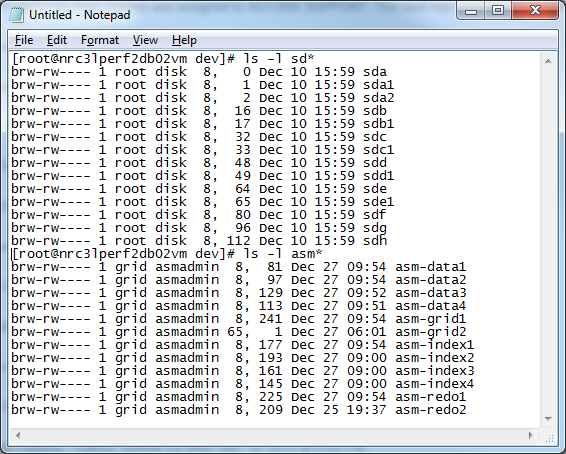 Untitled - Notepad
File Edit Format View Help
[root@nrc3lperf2db02vm dev]# ls -l sd*
brw-rw---- 1 root disk  8,   0 Dec 10 15:59 sda
brw-rw---- 1 root disk  8,   1 Dec 10 15:59 sda1
brw-rw---- 1 root disk  8,   2 Dec 10 15:59 sda2
brw-rw---- 1 root disk  8,  16 Dec 10 15:59 sdb
brw-rw---- 1 root disk  8,  17 Dec 10 15:59 sdb1
brw-rw---- 1 root disk  8,  32 Dec 10 15:59 sdc
brw-rw---- 1 root disk  8,  33 Dec 10 15:59 sdc1
brw-rw---- 1 root disk  8,  48 Dec 10 15:59 sdd
brw-rw---- 1 root disk  8,  49 Dec 10 15:59 sdd1
brw-rw---- 1 root disk  8,  64 Dec 10 15:59 sde
brw-rw---- 1 root disk  8,  65 Dec 10 15:59 sde1
brw-rw---- 1 root disk  8,  80 Dec 10 15:59 sdf
brw-rw---- 1 root disk  8,  96 Dec 10 15:59 sdg
brw-rw---- 1 root disk  8, 112 Dec 10 15:59 sdh
[root@nrc3lperf2db02vm dev]# ls -l asm*
brw-rw---- 1 grid asmadmin  8,  81 Dec 27 09:54 asm-data1
brw-rw---- 1 grid asmadmin  8,  97 Dec 27 09:54 asm-data2
brw-rw---- 1 grid asmadmin  8, 129 Dec 27 09:52 asm-data3
brw-rw---- 1 grid asmadmin  8, 113 Dec 27 09:51 asm-data4
brw-rw---- 1 grid asmadmin  8, 241 Dec 27 09:54 asm-grid1
brw-rw---- 1 grid asmadmin 65,   1 Dec 27 06:01 asm-grid2
brw-rw---- 1 grid asmadmin  8, 177 Dec 27 09:54 asm-index1
brw-rw---- 1 grid asmadmin  8, 193 Dec 27 09:00 asm-index2
brw-rw---- 1 grid asmadmin  8, 161 Dec 27 09:00 asm-index3
brw-rw---- 1 grid asmadmin  8, 145 Dec 27 09:00 asm-index4
brw-rw---- 1 grid asmadmin  8, 225 Dec 27 09:54 asm-redo1
brw-rw---- 1 grid asmadmin  8, 209 Dec 25 19:37 asm-redo2